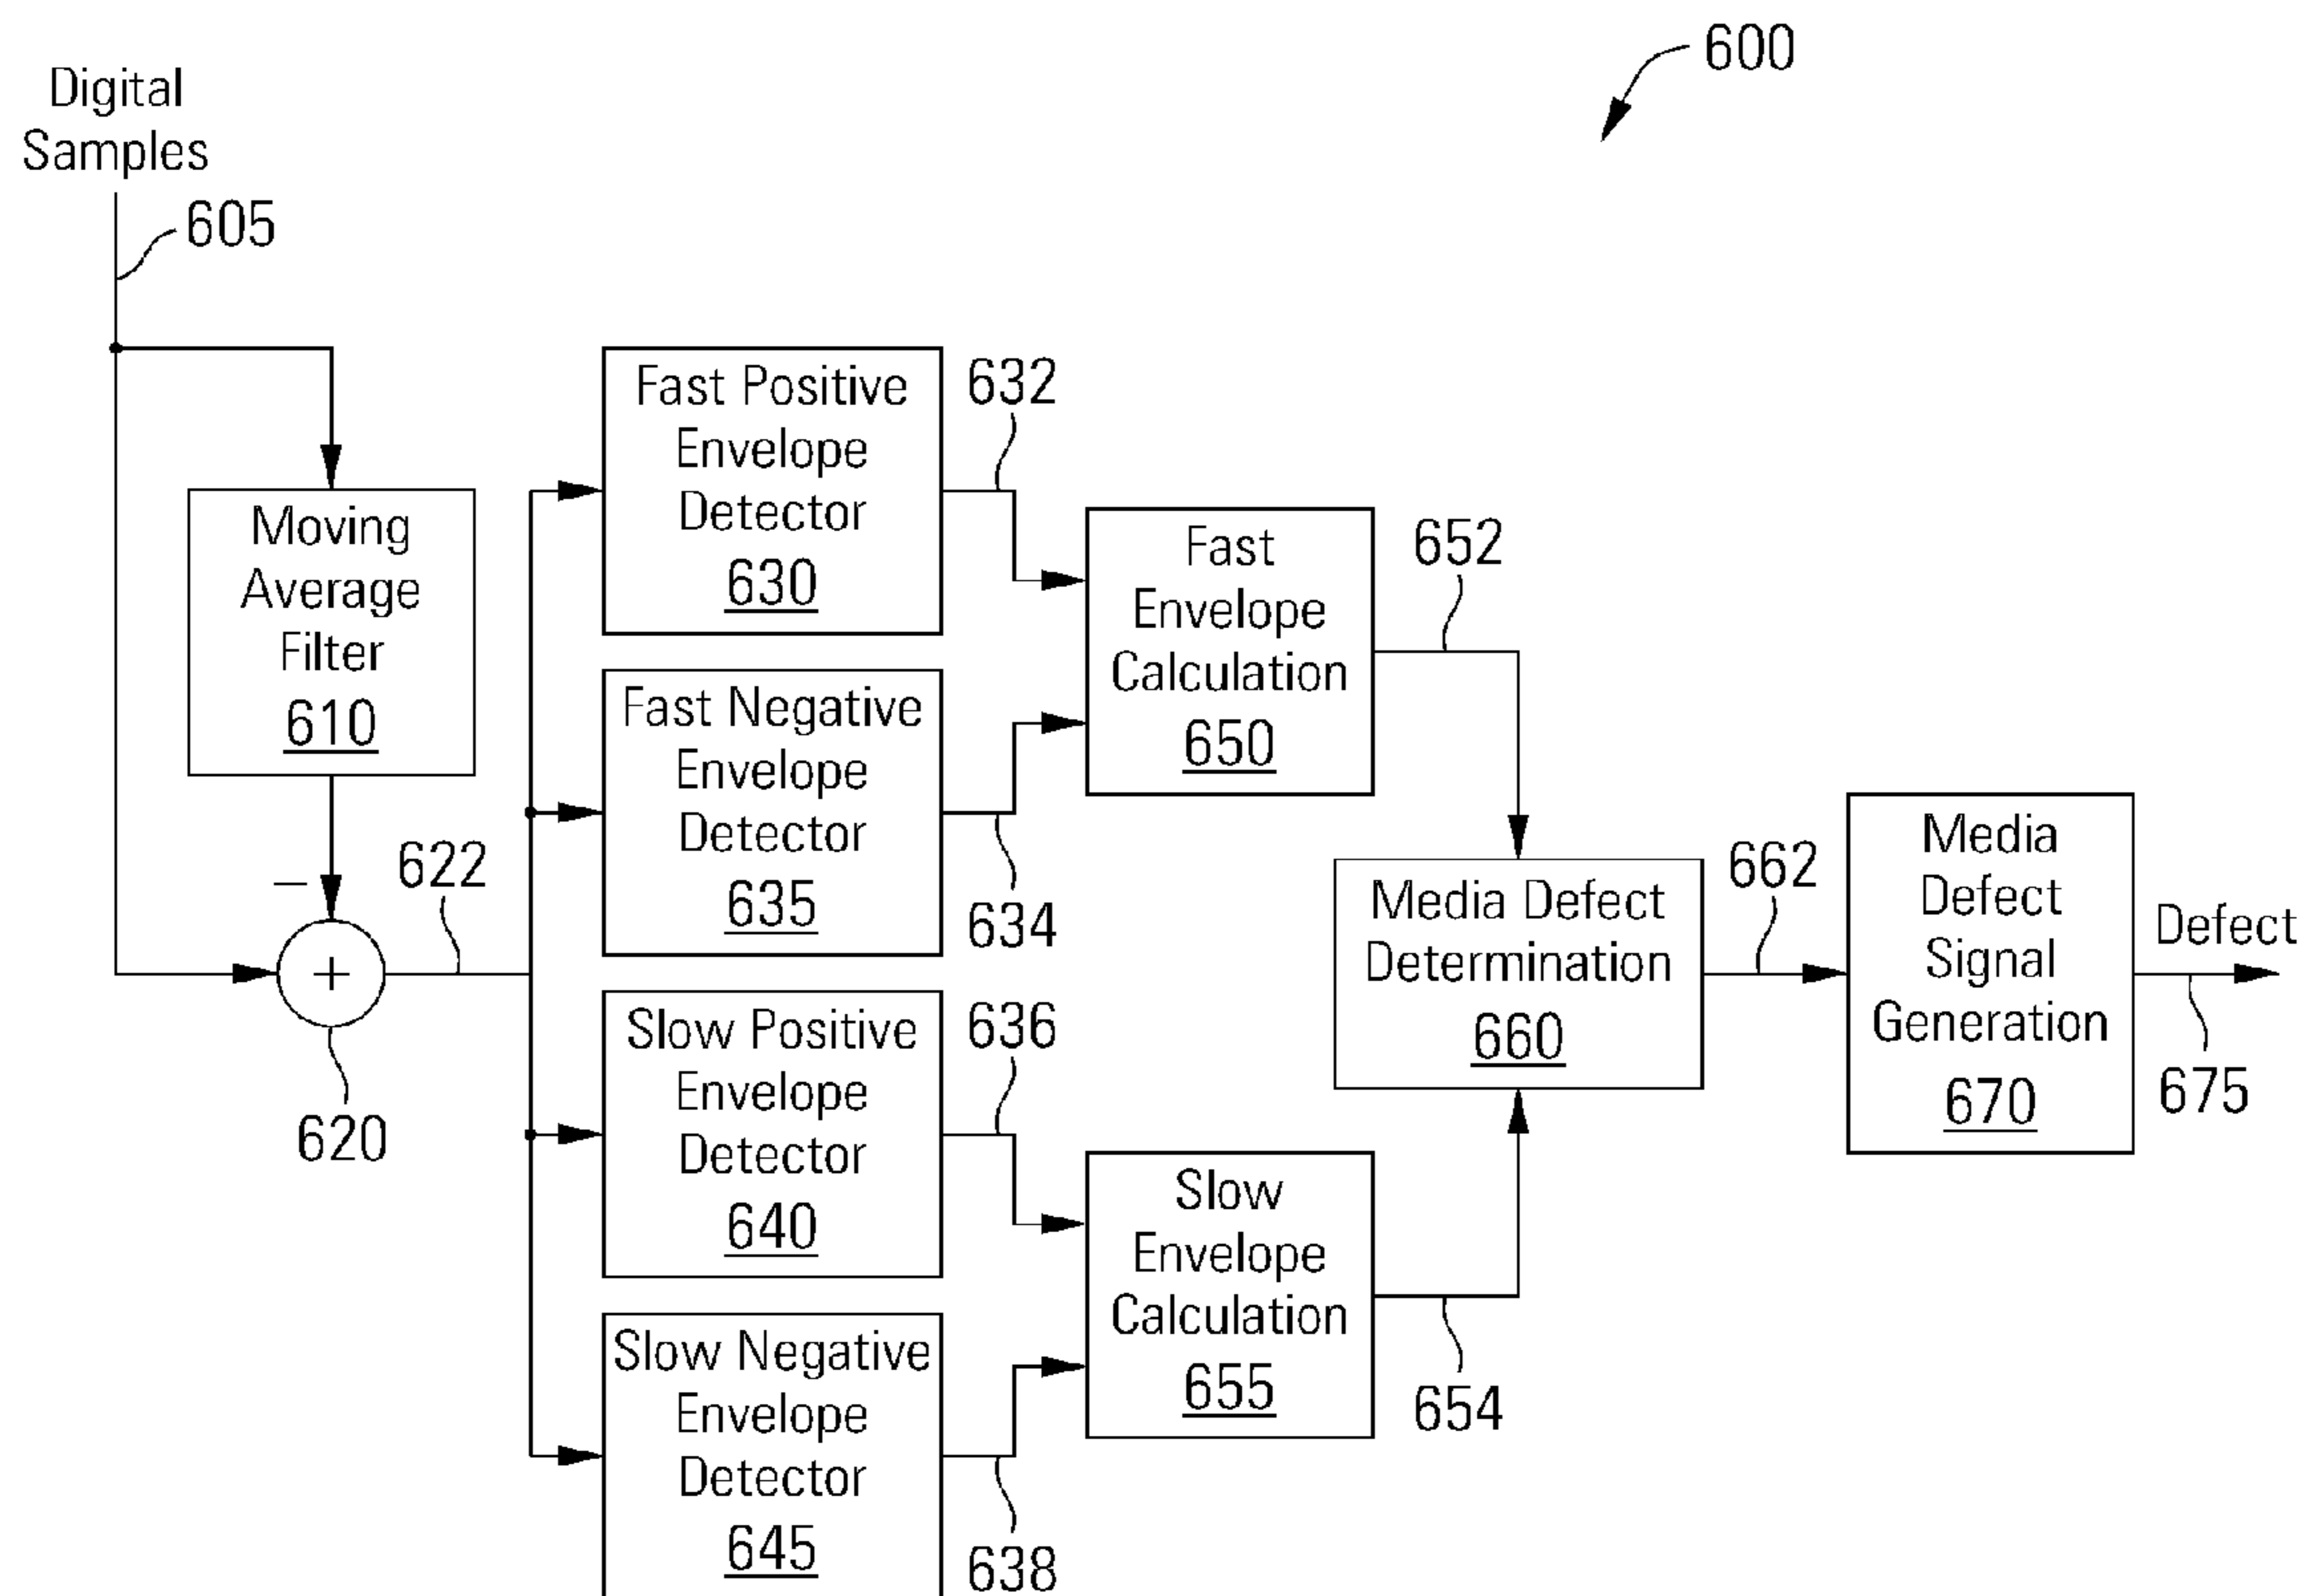 600
Digital
Samples
605
Moving
Average
Filter
610
−
+
620
622
Fast Positive
Envelope
Detector
630
632
Fast Negative
Envelope
Detector
635
634
Slow Positive
Envelope
Detector
640
636
Slow Negative
Envelope
Detector
645
638
Fast
Envelope
Calculation
650
652
Slow
Envelope
Calculation
655
654
Media Defect
Determination
660
662
Media
Defect
Signal
Generation
670
Defect
675